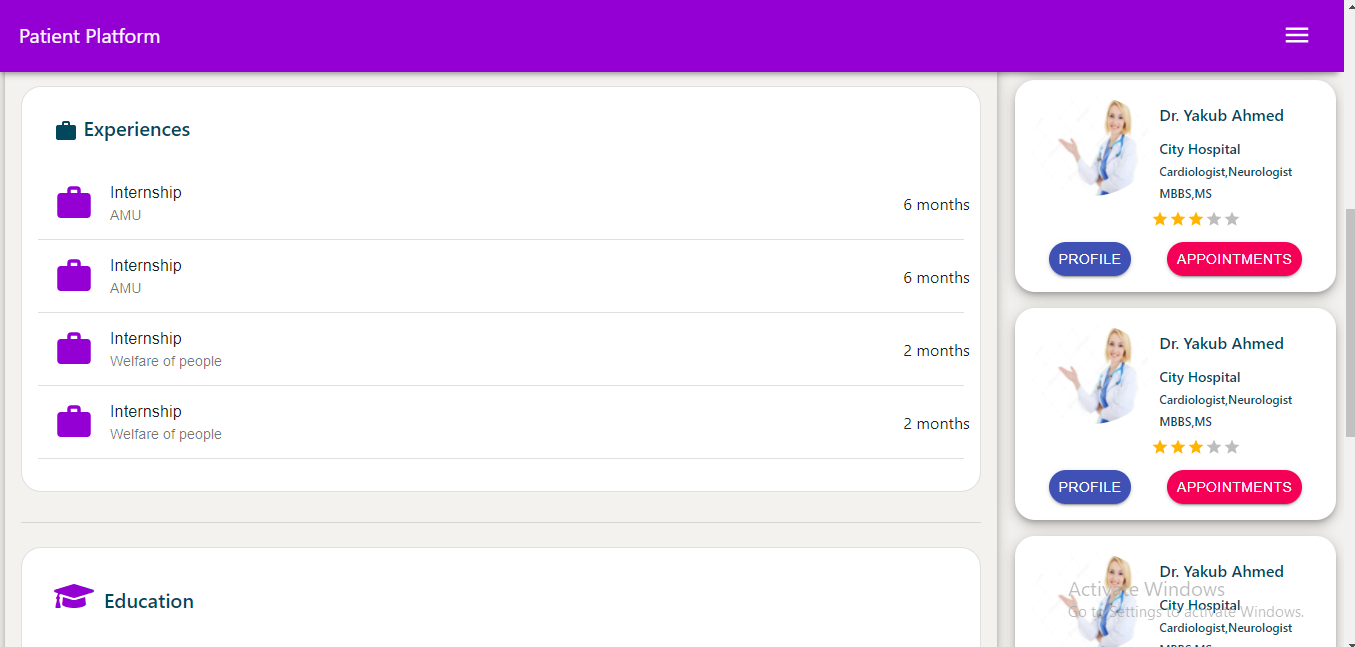 Patient Platform
Experiences
Internship
AMU
6 months
Internship
AMU
6 months
Internship
Welfare of people
2 months
Internship
Welfare of people
2 months
Education
Dr. Yakub Ahmed
City Hospital
Cardiologist,Neurologist
MBBS,MS
PROFILE
APPOINTMENTS
Dr. Yakub Ahmed
City Hospital
Cardiologist,Neurologist
MBBS,MS
PROFILE
APPOINTMENTS
Dr. Yakub Ahmed
City Hospital
Cardiologist,Neurologist
MBBS,MS
Activate Windows
Go to Settings to activate Windows.